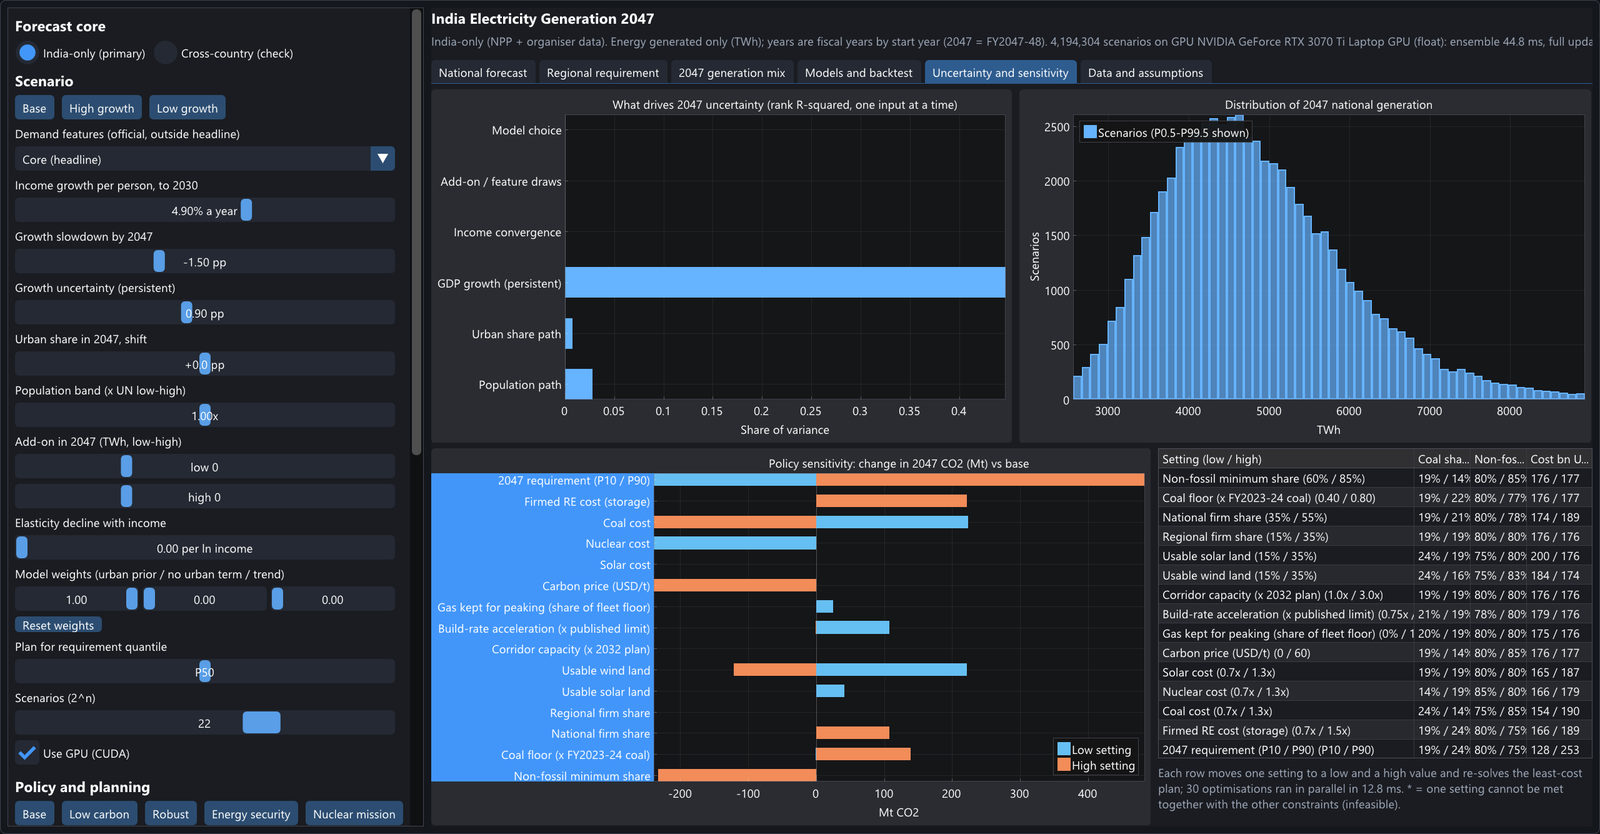 Forecast core
India-only (primary)
Cross-country (check)
Scenario
Base
High growth
Low growth
Demand features (official, outside headline)
Core (headline)
Income growth per person, to 2030
4.90% a year
Growth slowdown by 2047
-1.50 pp
Growth uncertainty (persistent)
0.90 pp
Urban share in 2047, shift
+0.0 pp
Population band (x UN low-high)
1.00x
Add-on in 2047 (TWh, low-high)
low 0
high 0
Elasticity decline with income
0.00 per ln income
Model weights (urban prior / no urban term / trend)
1.00
0.00
0.00
Reset weights
Plan for requirement quantile
P50
Scenarios (2^n)
22
Use GPU (CUDA)
Policy and planning
Base
Low carbon
Robust
Energy security
Nuclear mission
India Electricity Generation 2047
India-only (NPP + organiser data). Energy generated only (TWh); years are fiscal years by start year (2047 = FY2047-48). 4,194,304 scenarios on GPU NVIDIA GeForce RTX 3070 Ti Laptop GPU (float): ensemble 44.8 ms, full upda
National forecast
Regional requirement
2047 generation mix
Models and backtest
Uncertainty and sensitivity
Data and assumptions
What drives 2047 uncertainty (rank R-squared, one input at a time)
Model choice
Add-on / feature draws
Income convergence
GDP growth (persistent)
Urban share path
Population path
0 0.05 0.1 0.15 0.2 0.25 0.3 0.35 0.4
Share of variance
Distribution of 2047 national generation
Scenarios (P0.5-P99.5 shown)
Scenarios
2500
2000
1500
1000
500
0
3000 4000 5000 6000 7000 8000
TWh
Policy sensitivity: change in 2047 CO2 (Mt) vs base
2047 requirement (P10 / P90)
Firmed RE cost (storage)
Coal cost
Nuclear cost
Solar cost
Carbon price (USD/t)
Gas kept for peaking (share of fleet floor)
Build-rate acceleration (x published limit)
Corridor capacity (x 2032 plan)
Usable wind land
Usable solar land
Regional firm share
National firm share
Coal floor (x FY2023-24 coal)
Non-fossil minimum share
-200 -100 0 100 200 300 400
Mt CO2
Low setting
High setting
Setting (low / high) Coal sha... Non-fos... Cost bn U...
Non-fossil minimum share (60% / 85%) 19% / 14% 80% / 85% 176 / 177
Coal floor (x FY2023-24 coal) (0.40 / 0.80) 19% / 22% 80% / 77% 176 / 177
National firm share (35% / 55%) 19% / 21% 80% / 78% 174 / 189
Regional firm share (15% / 35%) 19% / 19% 80% / 80% 176 / 176
Usable solar land (15% / 35%) 24% / 19% 75% / 80% 200 / 176
Usable wind land (15% / 35%) 24% / 16% 75% / 83% 184 / 174
Corridor capacity (x 2032 plan) (1.0x / 3.0x) 19% / 19% 80% / 80% 176 / 176
Build-rate acceleration (x published limit) (0.75x / 21% / 19% 78% / 80% 179 / 176
Gas kept for peaking (share of fleet floor) (0% / 1 20% / 19% 80% / 80% 175 / 176
Carbon price (USD/t) (0 / 60) 19% / 14% 80% / 85% 176 / 177
Solar cost (0.7x / 1.3x) 19% / 19% 80% / 80% 165 / 187
Nuclear cost (0.7x / 1.3x) 14% / 19% 85% / 80% 166 / 179
Coal cost (0.7x / 1.3x) 24% / 14% 75% / 85% 154 / 190
Firmed RE cost (storage) (0.7x / 1.5x) 19% / 24% 80% / 75% 166 / 189
2047 requirement (P10 / P90) (P10 / P90) 19% / 24% 80% / 75% 128 / 253
Each row moves one setting to a low and a high value and re-solves the least-cost
plan; 30 optimisations ran in parallel in 12.8 ms. * = one setting cannot be met
together with the other constraints (infeasible).